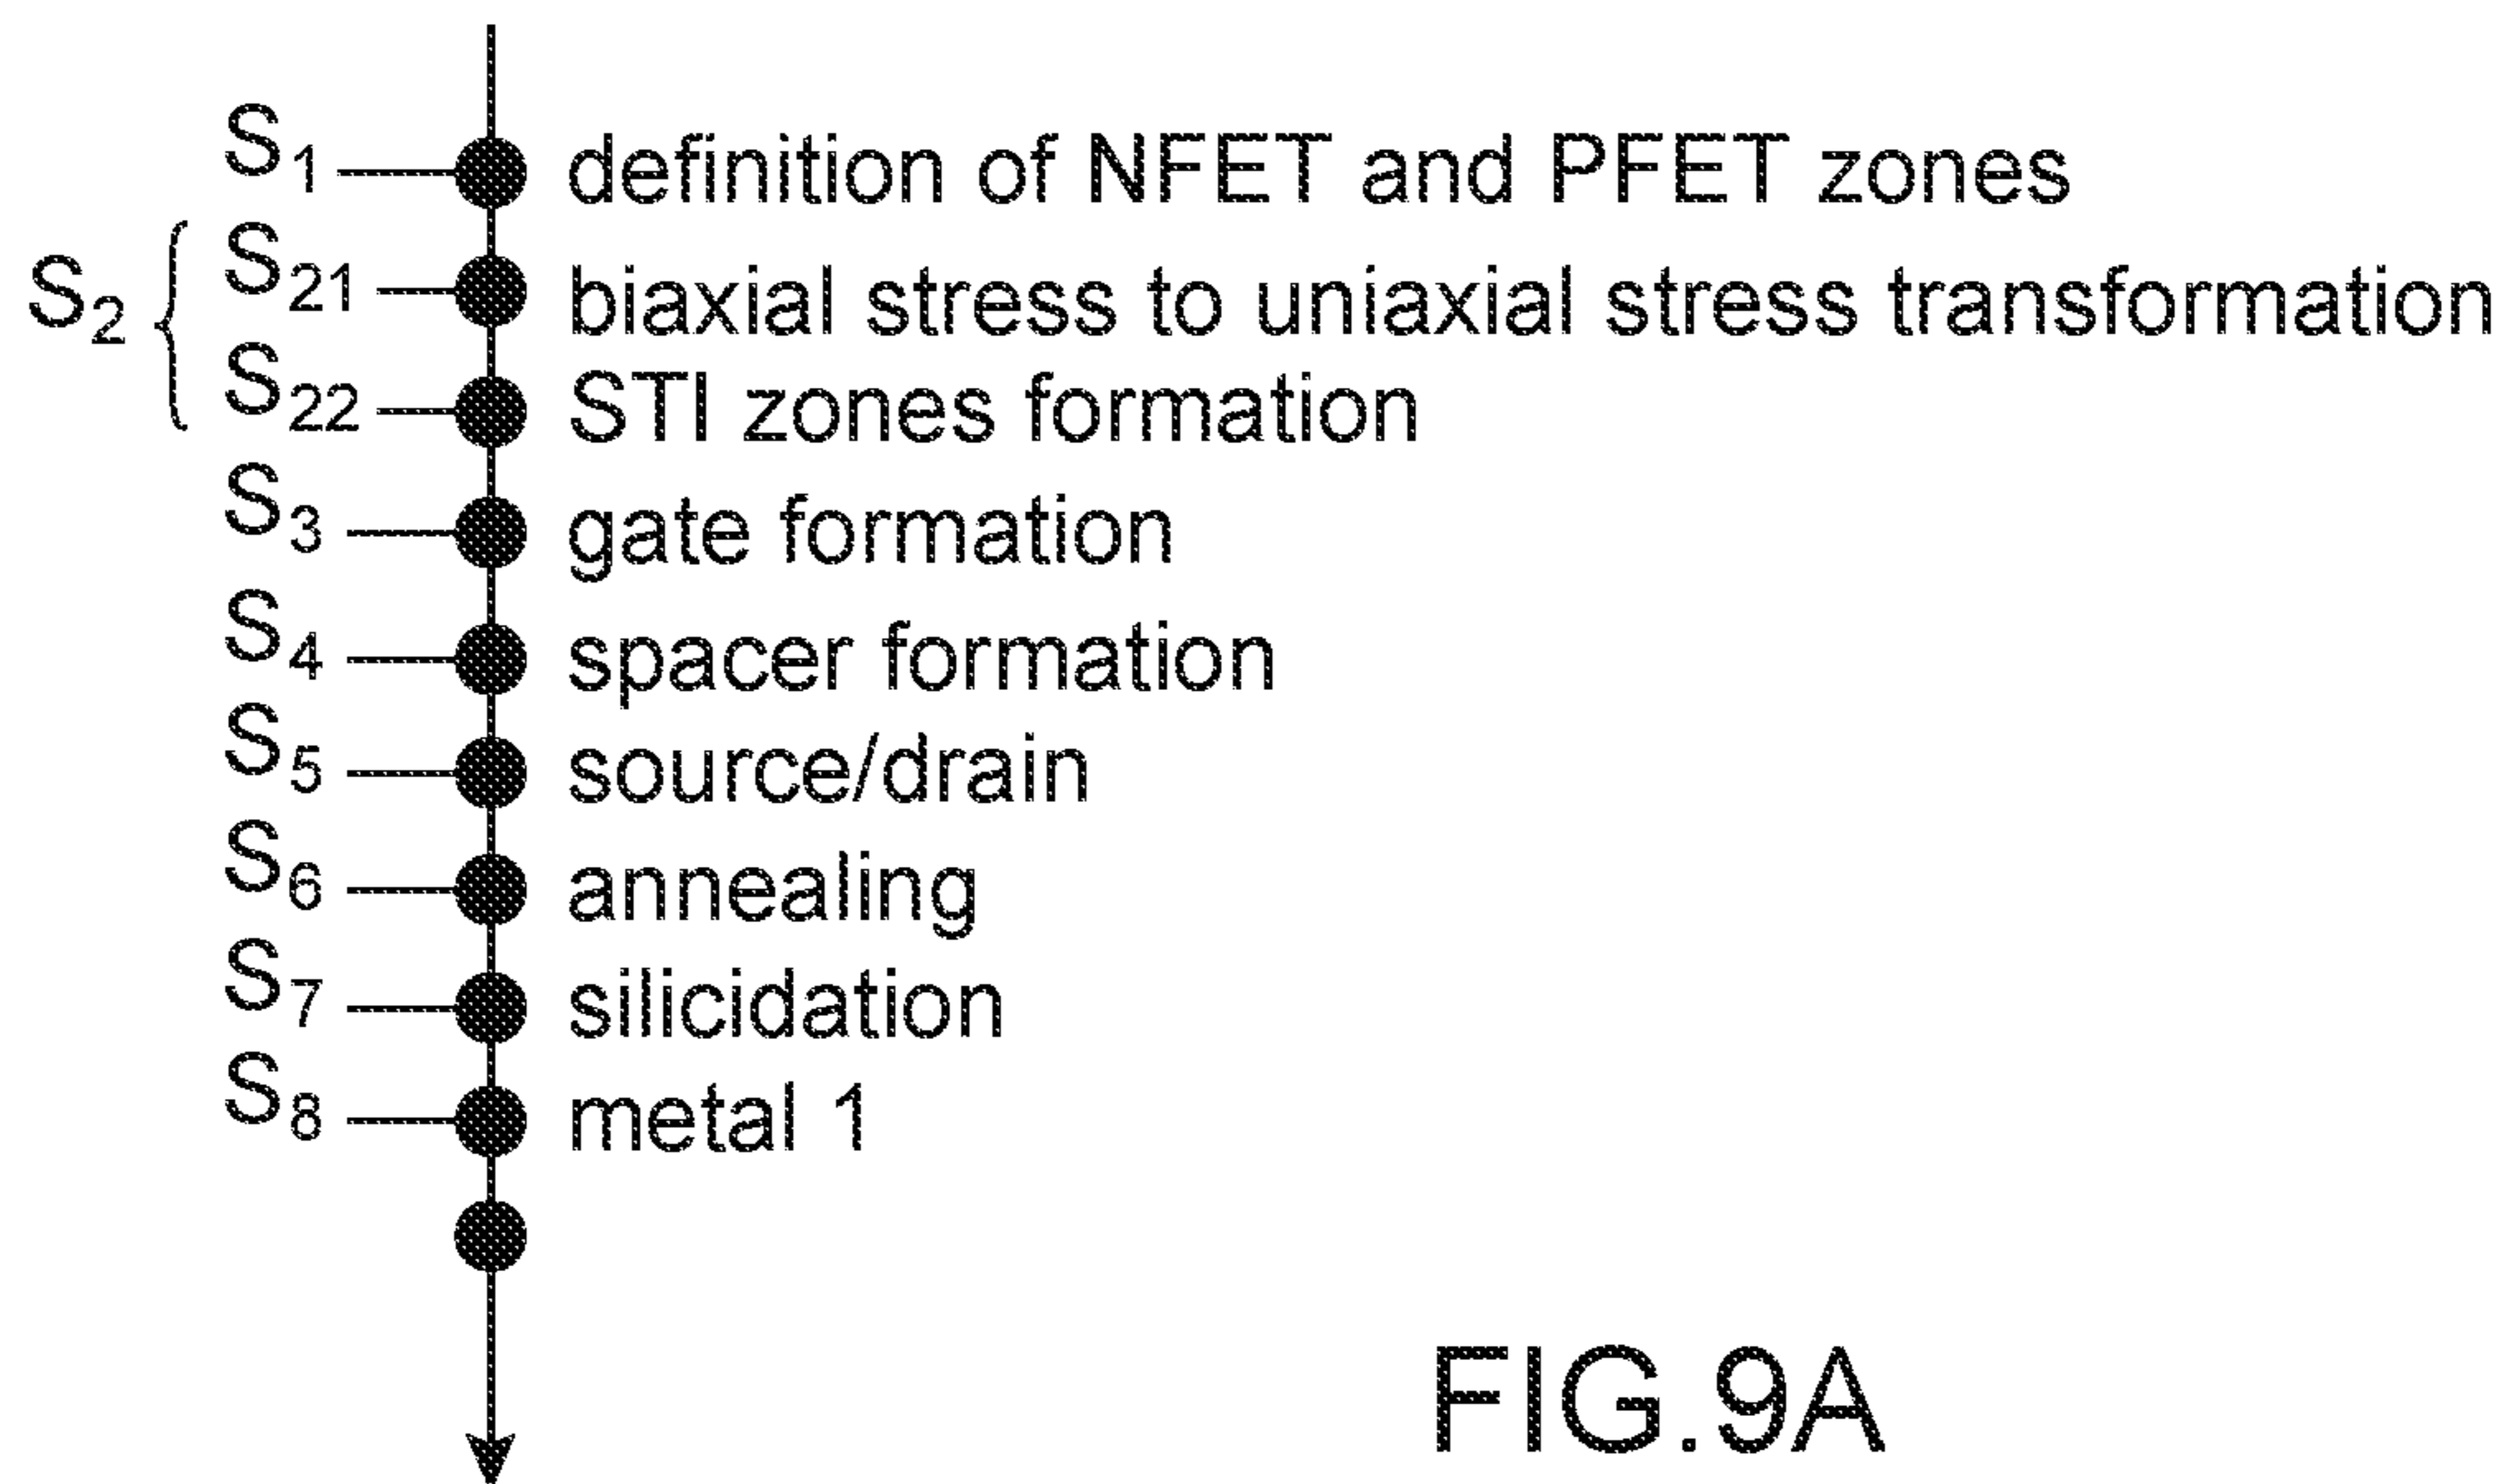 S1 definition of NFET and PFET zones
S2 { S21 biaxial stress to uniaxial stress transformation
S22 STI zones formation
S3 gate formation
S4 spacer formation
S5 source/drain
S6 annealing
S7 silicidation
S8 metal 1
FIG.9A